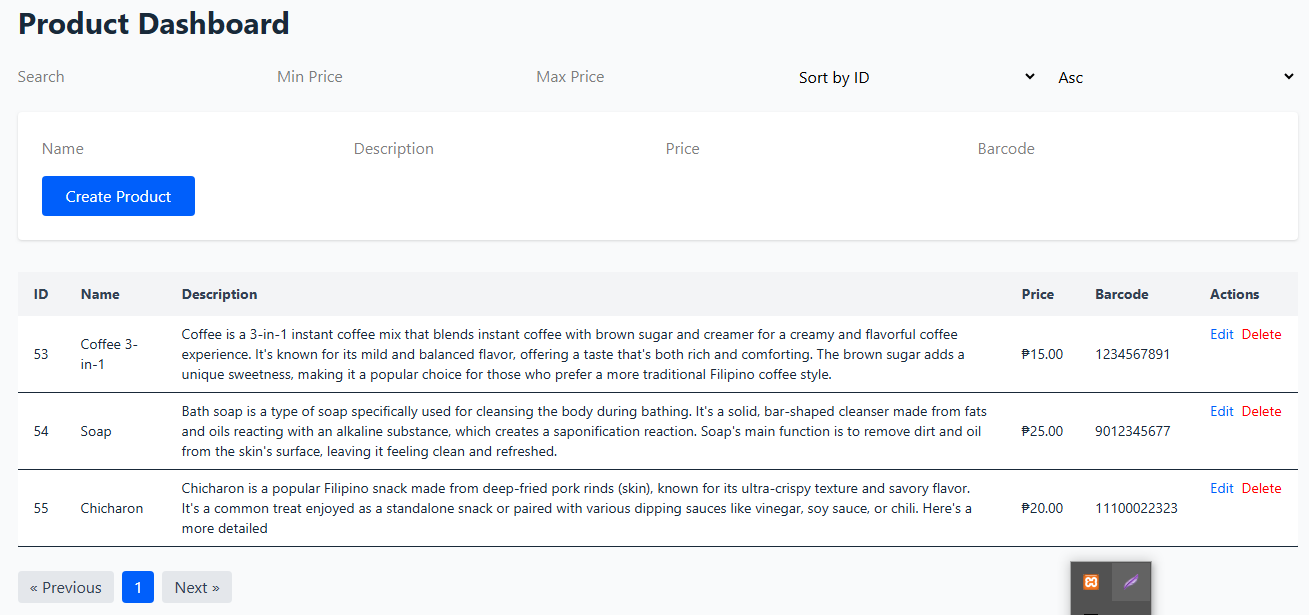 Product Dashboard
Search Min Price Max Price Sort by ID Asc
Name Description Price Barcode
Create Product
ID Name Description Price Barcode Actions
Coffee is a 3-in-1 instant coffee mix that blends instant coffee with brown sugar and creamer for a creamy and flavorful coffee Edit Delete
53 Coffee 3-in-1 experience. It's known for its mild and balanced flavor, offering a taste that's both rich and comforting. The brown sugar adds a ₱15.00 1234567891
unique sweetness, making it a popular choice for those who prefer a more traditional Filipino coffee style.
Bath soap is a type of soap specifically used for cleansing the body during bathing. It's a solid, bar-shaped cleanser made from fats Edit Delete
54 Soap and oils reacting with an alkaline substance, which creates a saponification reaction. Soap's main function is to remove dirt and oil ₱25.00 9012345677
from the skin's surface, leaving it feeling clean and refreshed.
Chicharon is a popular Filipino snack made from deep-fried pork rinds (skin), known for its ultra-crispy texture and savory flavor. Edit Delete
55 Chicharon It's a common treat enjoyed as a standalone snack or paired with various dipping sauces like vinegar, soy sauce, or chili. Here's a ₱20.00 11100022323
more detailed
« Previous 1 Next »